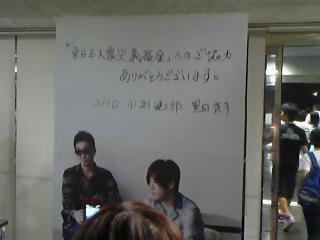 「東日本大震災義援金」へのご協力
ありがとうございます。
コブクロ 小渕健太郎 黒田俊介